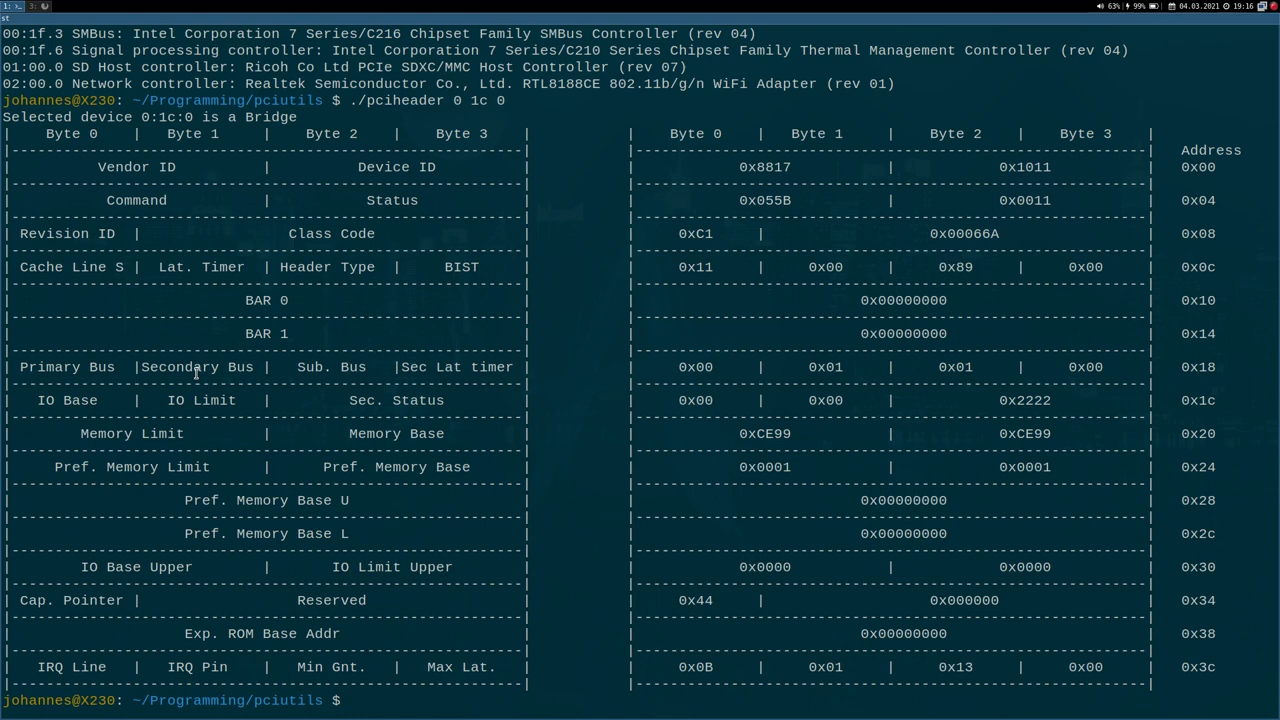 1: >_ 3: 63% 99% 04.03.2021 19:16
st
00:1f.3 SMBus: Intel Corporation 7 Series/C216 Chipset Family SMBus Controller (rev 04)
00:1f.6 Signal processing controller: Intel Corporation 7 Series/C210 Series Chipset Family Thermal Management Controller (rev 04)
01:00.0 SD Host controller: Ricoh Co Ltd PCIe SDXC/MMC Host Controller (rev 07)
02:00.0 Network controller: Realtek Semiconductor Co., Ltd. RTL8188CE 802.11b/g/n WiFi Adapter (rev 01)
johannes@X230: ~/Programming/pciutils $ ./pciheader 0 1c 0
Selected device 0:1c:0 is a Bridge
| Byte 0 Byte 1 | Byte 2 | Byte 3 | | Byte 0 | Byte 1 | Byte 2 | Byte 3 |
Address
| Vendor ID | Device ID | | 0x8817 | 0x1011 | 0x00
| Command | Status | | 0x055B | 0x0011 | 0x04
| Revision ID | Class Code | | 0xC1 | 0x00066A | 0x08
| Cache Line S | Lat. Timer | Header Type | BIST | | 0x11 | 0x00 | 0x89 | 0x00 | 0x0c
| BAR 0 | | 0x00000000 | 0x10
| BAR 1 | | 0x00000000 | 0x14
| Primary Bus |Secondary Bus | Sub. Bus |Sec Lat timer | | 0x00 | 0x01 | 0x01 | 0x00 | 0x18
| IO Base | IO Limit | Sec. Status | | 0x00 | 0x00 | 0x2222 | 0x1c
| Memory Limit | Memory Base | | 0xCE99 | 0xCE99 | 0x20
| Pref. Memory Limit | Pref. Memory Base | | 0x0001 | 0x0001 | 0x24
| Pref. Memory Base U | | 0x00000000 | 0x28
| Pref. Memory Base L | | 0x00000000 | 0x2c
| IO Base Upper | IO Limit Upper | | 0x0000 | 0x0000 | 0x30
| Cap. Pointer | Reserved | | 0x44 | 0x000000 | 0x34
| Exp. ROM Base Addr | | 0x00000000 | 0x38
| IRQ Line | IRQ Pin | Min Gnt. | Max Lat. | | 0x0B | 0x01 | 0x13 | 0x00 | 0x3c
johannes@X230: ~/Programming/pciutils $